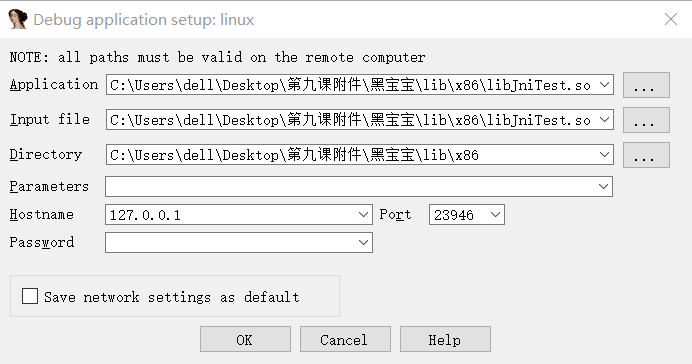 Debug application setup: linux
NOTE: all paths must be valid on the remote computer
Application C:\Users\dell\Desktop\第九课附件\黑宝宝\lib\x86\libJniTest.so ...
Input file C:\Users\dell\Desktop\第九课附件\黑宝宝\lib\x86\libJniTest.so ...
Directory C:\Users\dell\Desktop\第九课附件\黑宝宝\lib\x86 ...
Parameters
Hostname 127.0.0.1 Port 23946
Password
Save network settings as default
OK Cancel Help